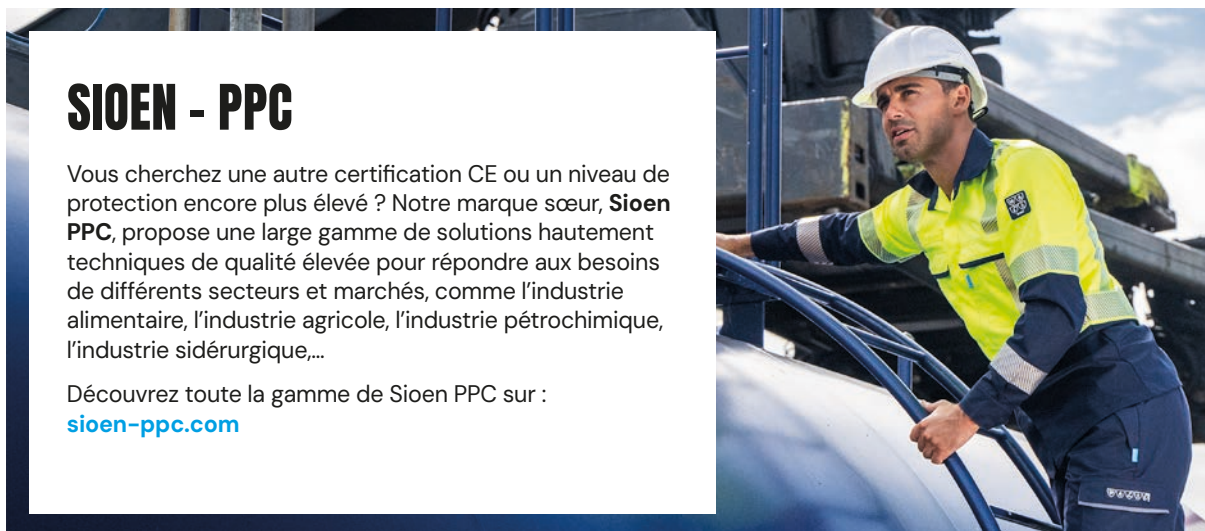 SIOEN - PPC
Vous cherchez une autre certification CE ou un niveau de
protection encore plus élevé ? Notre marque sœur, Sioen
PPC, propose une large gamme de solutions hautement
techniques de qualité élevée pour répondre aux besoins
de différents secteurs et marchés, comme l’industrie
alimentaire, l’industrie agricole, l’industrie pétrochimique,
l’industrie sidérurgique,...
Découvrez toute la gamme de Sioen PPC sur :
sioen-ppc.com